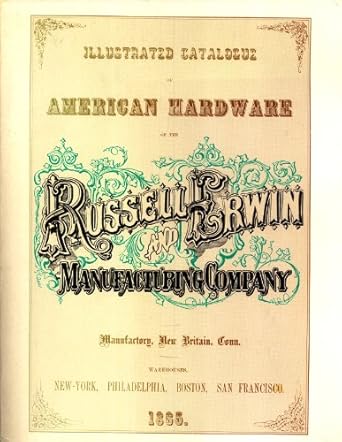 ILLUSTRATED CATALOGUE
OF
AMERICAN HARDWARE
OF THE
RUSSELL & ERWIN
AND
MANUFACTURING COMPANY
Manufactory, New Britain, Conn.
WAREHOUSES,
NEW-YORK, PHILADELPHIA, BOSTON, SAN FRANCISCO.
1865.